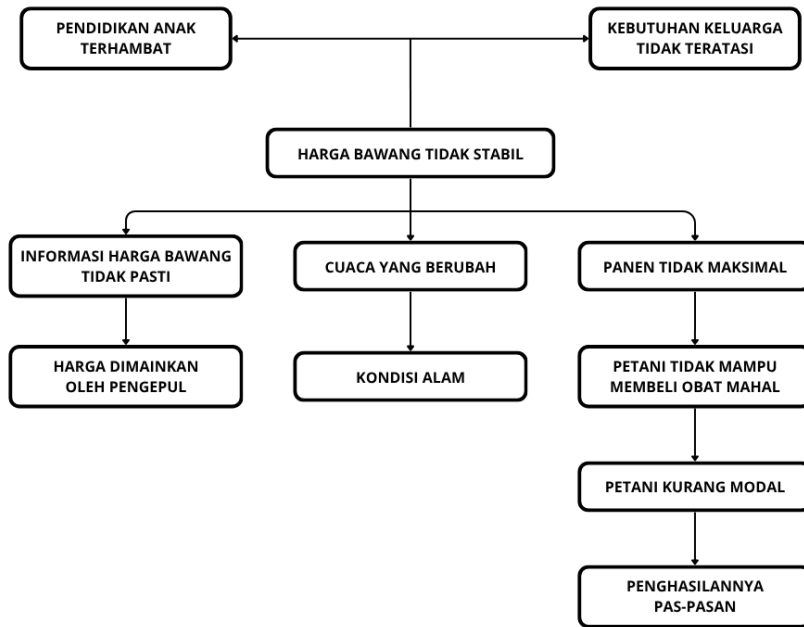 PENDIDIKAN ANAK
TERHAMBAT
KEBUTUHAN KELUARGA
TIDAK TERATASI
HARGA BAWANG TIDAK STABIL
INFORMASI HARGA BAWANG
TIDAK PASTI
CUACA YANG BERUBAH
PANEN TIDAK MAKSIMAL
HARGA DIMAINKAN
OLEH PENGEPUL
KONDISI ALAM
PETANI TIDAK MAMPU
MEMBELI OBAT MAHAL
PETANI KURANG MODAL
PENGHASILANNYA
PAS-PASAN